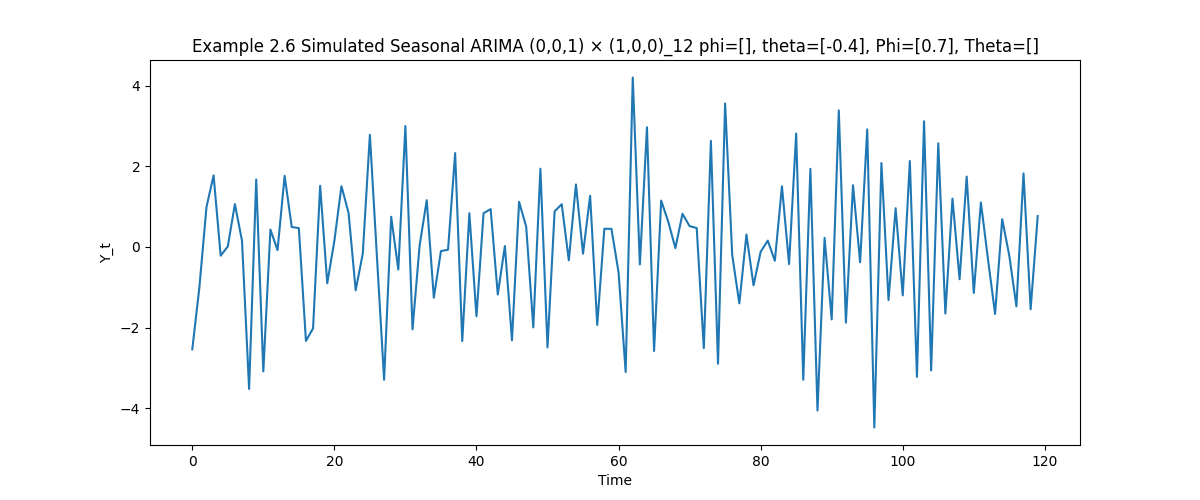 Example 2.6 Simulated Seasonal ARIMA (0,0,1) × (1,0,0)_12 phi=[], theta=[-0.4], Phi=[0.7], Theta=[]
4
2
0
−2
−4
Y_t
0 20 40 60 80 100 120
Time